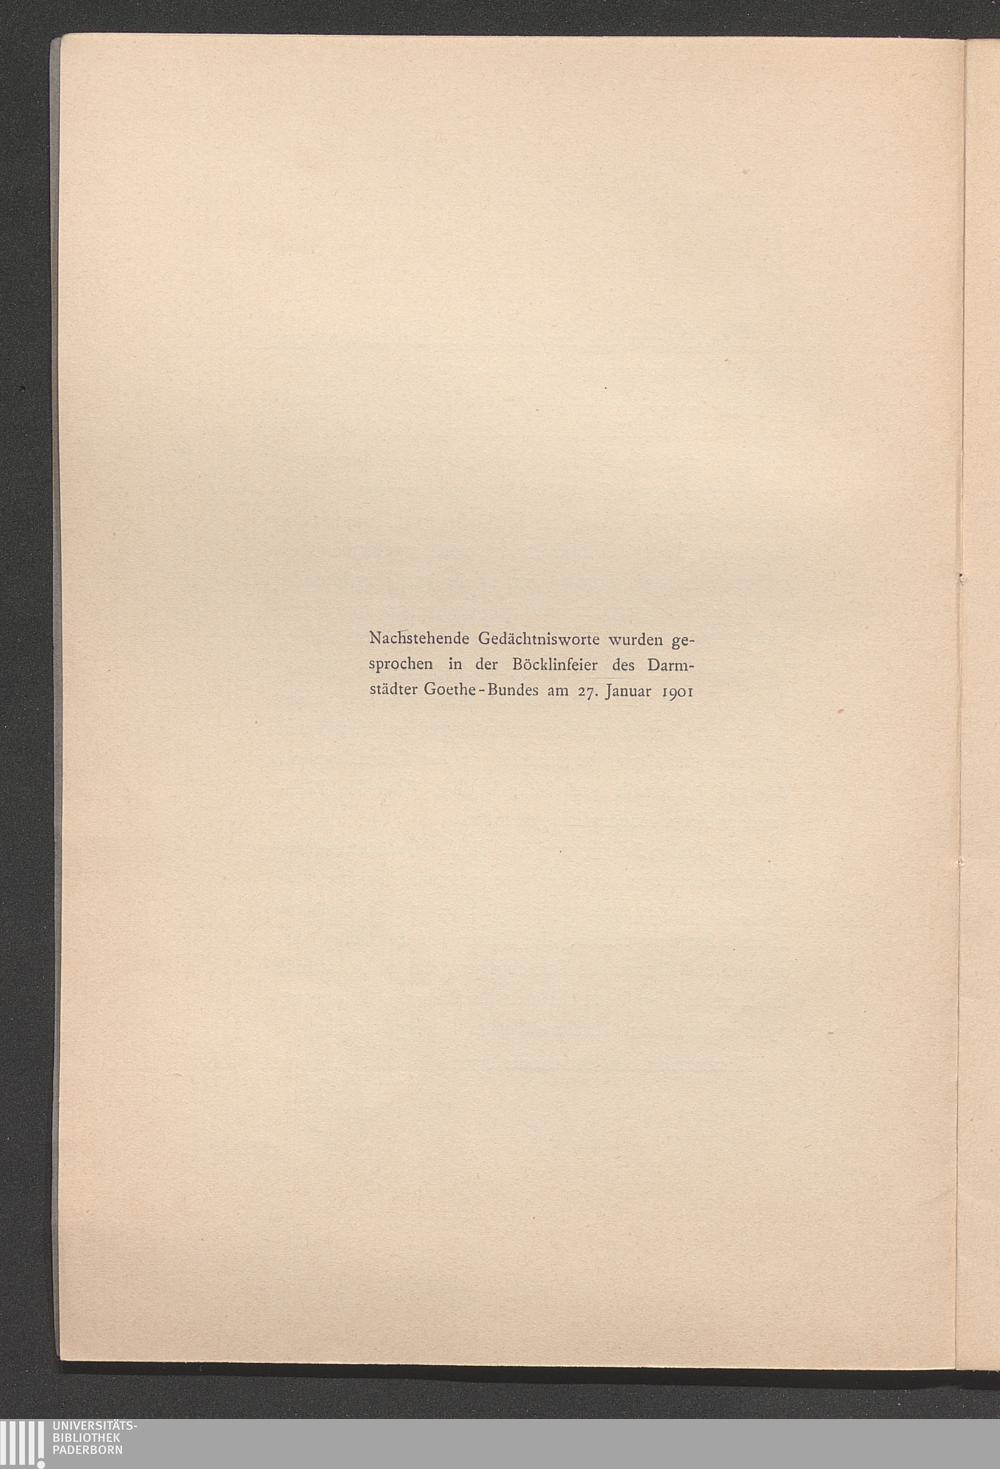 Nachstehende Gedächtnisworte wurden ge-
sprochen in der Böcklinfeier des Darm-
städter Goethe-Bundes am 27. Januar 1901
UNIVERSITÄTS-
BIBLIOTHEK
PADERBORN